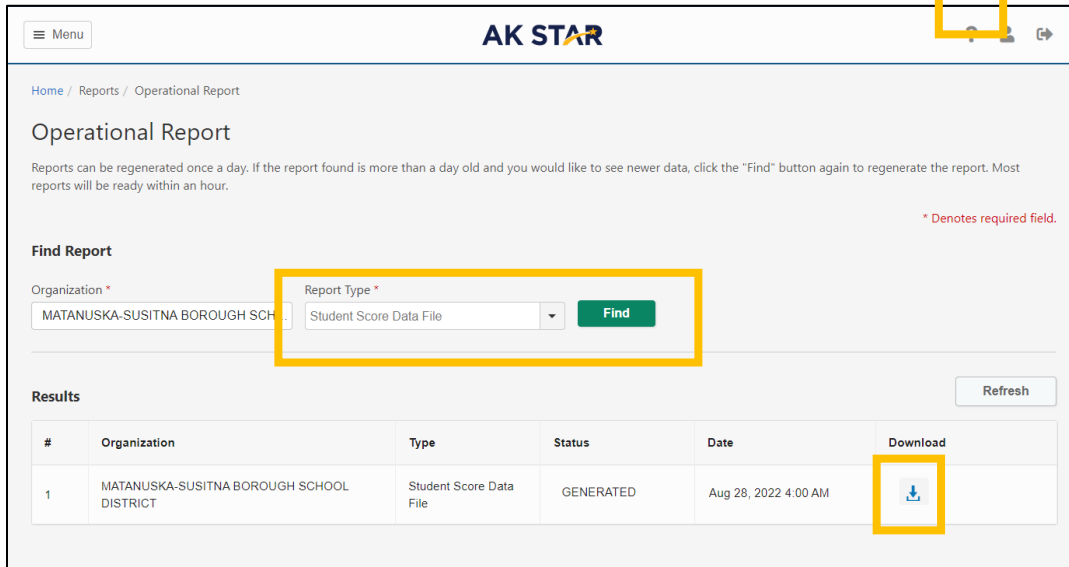 Menu
AK STAR
?
Home / Reports / Operational Report
Operational Report
Reports can be regenerated once a day. If the report found is more than a day old and you would like to see newer data, click the "Find" button again to regenerate the report. Most
reports will be ready within an hour.
* Denotes required field.
Find Report
Organization * Report Type *
MATANUSKA-SUSITNA BOROUGH SCH... Student Score Data File Find
Results Refresh
# Organization Type Status Date Download
1 MATANUSKA-SUSITNA BOROUGH SCHOOL DISTRICT Student Score Data File GENERATED Aug 28, 2022 4:00 AM